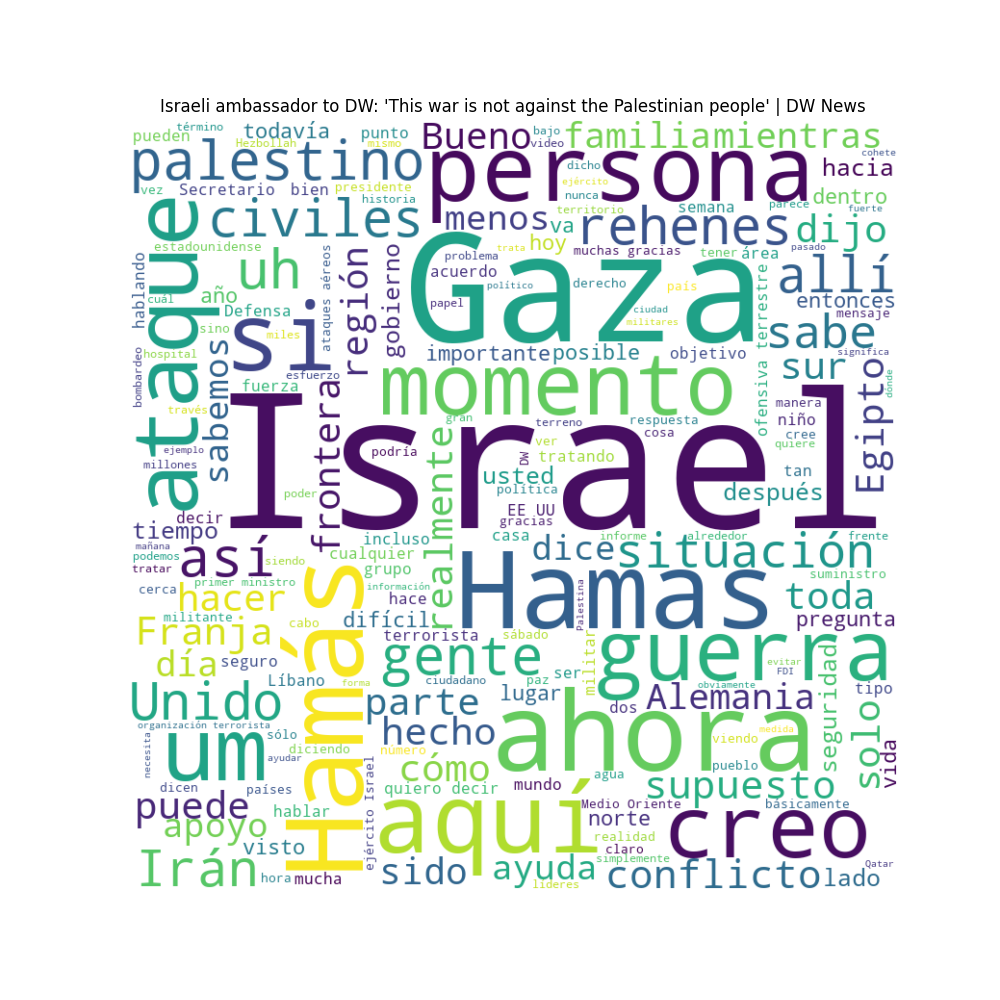 Israeli ambassador to DW: 'This war is not against the Palestinian people' | DW News
término
todavía
punto
Bueno
bajo
familia
mientras
pueden
Hezbollah
mismo
video
cohete
palestino
persona
dicho
hacia
vez
Secretario
bien
presidente
ejército
nunca
parece
dentro
historia
semana
fuerte
civiles
menos
territorio
rehenes
dijo
va
estadounidense
hoy
trata
muchas gracias
tener
área
pasado
ataque
uh
región
gobierno
problema
Gaza
allí
hablando
ataques aéreos
acuerdo
político
derecho
país
cuál
año
papel
ciudad
entonces
Defensa
mensaje
sino
si
militares
ofensiva terrestre
sabe
miles
hospital
sabemos
importante
posible
objetivo
significa
bombardeo
esfuerzo
sur
fuerza
momento
Egipto
dónde
través
frontera
gran
manera
Israel
terreno
respuesta
niño
ejemplo
podría
realmente
ver
cosa
cree
quiere
millones
DW
tratando
tan
poder
usted
política
después
decir
EE UU
tiempo
gracias
mañana
incluso
casa
informe
alrededor
frente
podemos
así
cualquier
dice
situación
tratar
siendo
grupo
Hamas
suministro
cerca
primer ministro
información
Palestina
toda
hacer
Hamás
hace
militante
cabo
difícil
pregunta
Franja
terrorista
sábado
guerra
día
seguro
gente
militar
evitar
Líbano
ciudadano
paz
ser
FDI
seguridad
forma
lugar
obviamente
tipo
Unido
parte
dos
Alemania
organización terrorista
sólo
hecho
ahora
medida
solo
vida
um
diciendo
número
viendo
necesita
ayudar
cómo
agua
pueblo
dicen
países
ejército Israel
quiero decir
mundo
supuesto
puede
hablar
aquí
Medio Oriente
básicamente
apoyo
norte
creo
visto
realidad
claro
Irán
simplemente
Qatar
hora
mucha
sido
ayuda
líderes
conflicto
lado